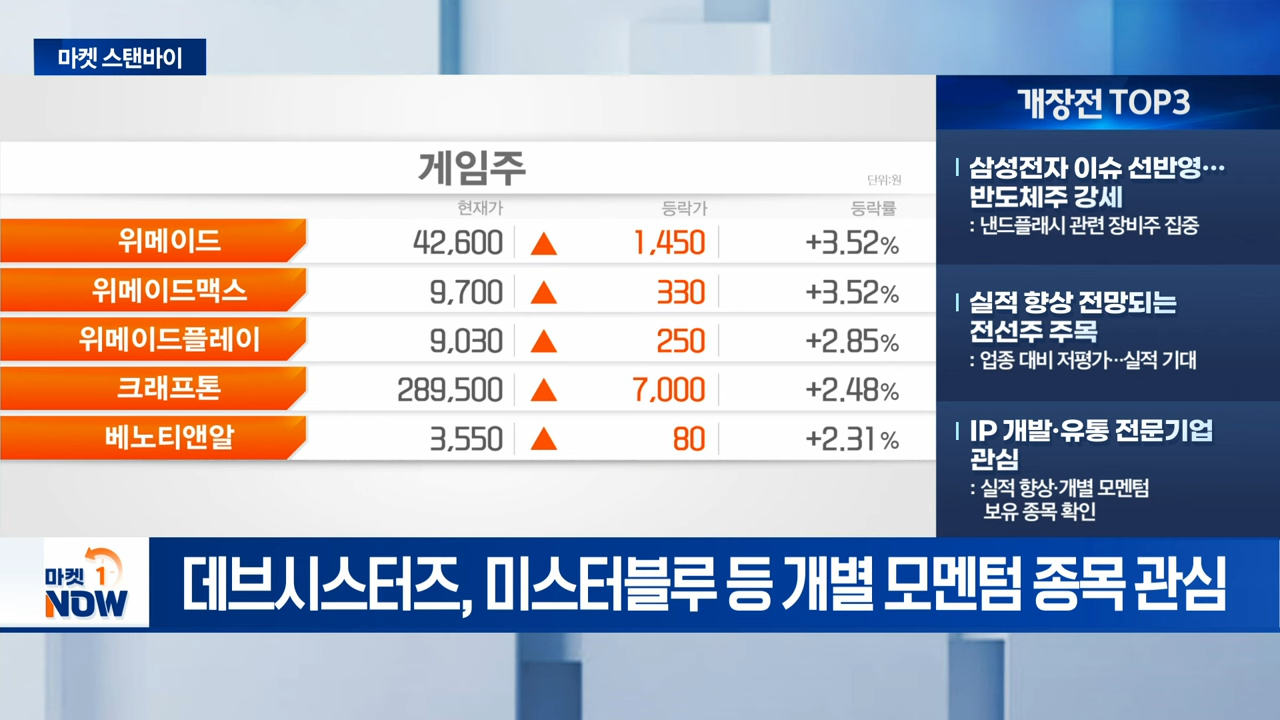 마켓 스탠바이
게임주
단위:원
현재가 등락가 등락률
위메이드 42,600 ▲ 1,450 +3.52%
위메이드맥스 9,700 ▲ 330 +3.52%
위메이드플레이 9,030 ▲ 250 +2.85%
크래프톤 289,500 ▲ 7,000 +2.48%
베노티앤알 3,550 ▲ 80 +2.31%
개장전 TOP3
삼성전자 이슈 선반영…
반도체주 강세
: 낸드플래시 관련 장비주 집중
실적 향상 전망되는
전선주 주목
: 업종 대비 저평가…실적 기대
IP 개발·유통 전문기업
관심
: 실적 향상·개별 모멘텀
보유 종목 확인
마켓 1
NOW
데브시스터즈, 미스터블루 등 개별 모멘텀 종목 관심